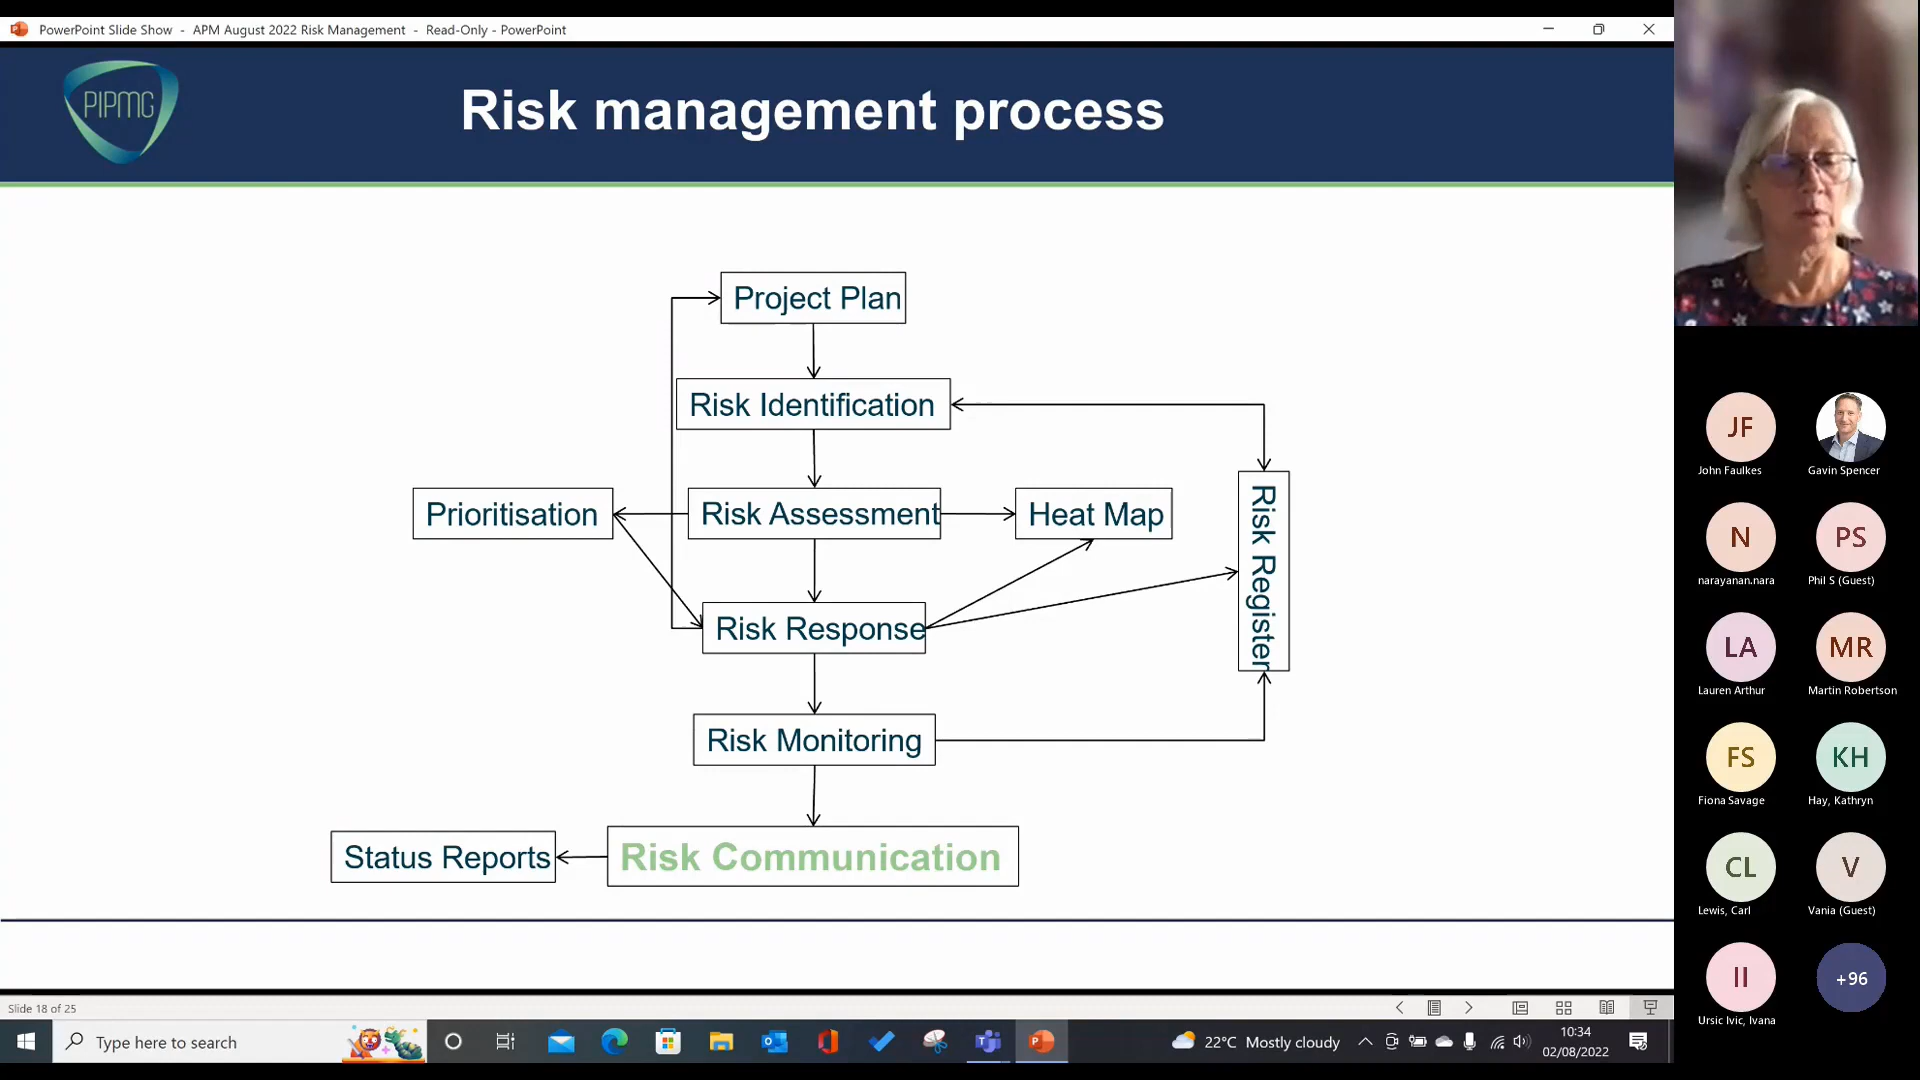 PowerPoint Slide Show - APM August 2022 Risk Management - Read-Only - PowerPoint
PIPMG
Risk management process
Project Plan
Risk Identification
Prioritisation
Risk Assessment
Heat Map
Risk Register
Risk Response
Risk Monitoring
Status Reports
Risk Communication
JF
John Faulkes
Gavin Spencer
N
narayanan.nara
PS
Phil S (Guest)
LA
Lauren Arthur
MR
Martin Robertson
FS
Fiona Savage
KH
Hay, Kathryn
CL
Lewis, Carl
V
Vania (Guest)
II
Ursic Ivic, Ivana
+96
Slide 18 of 25
Type here to search
22°C Mostly cloudy
10:34
02/08/2022